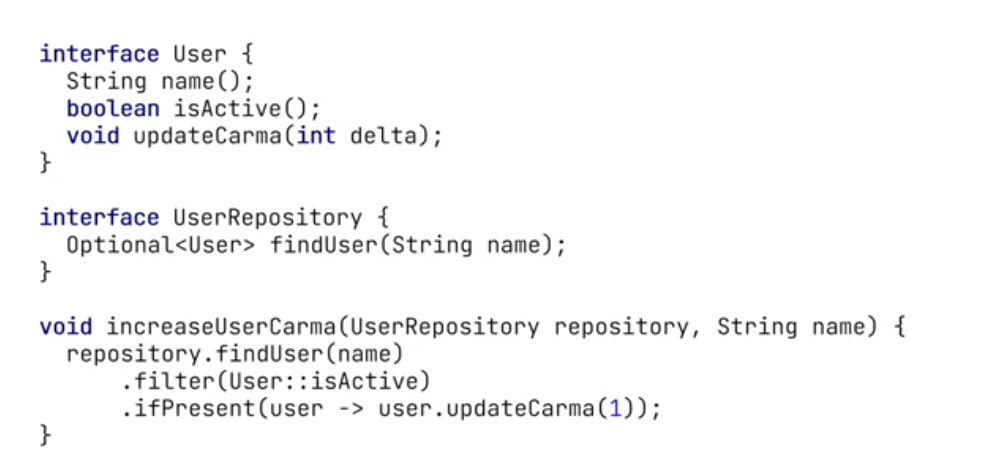 interface User {
  String name();
  boolean isActive();
  void updateCarma(int delta);
}

interface UserRepository {
  Optional<User> findUser(String name);
}

void increaseUserCarma(UserRepository repository, String name) {
  repository.findUser(name)
      .filter(User::isActive)
      .ifPresent(user -> user.updateCarma(1));
}